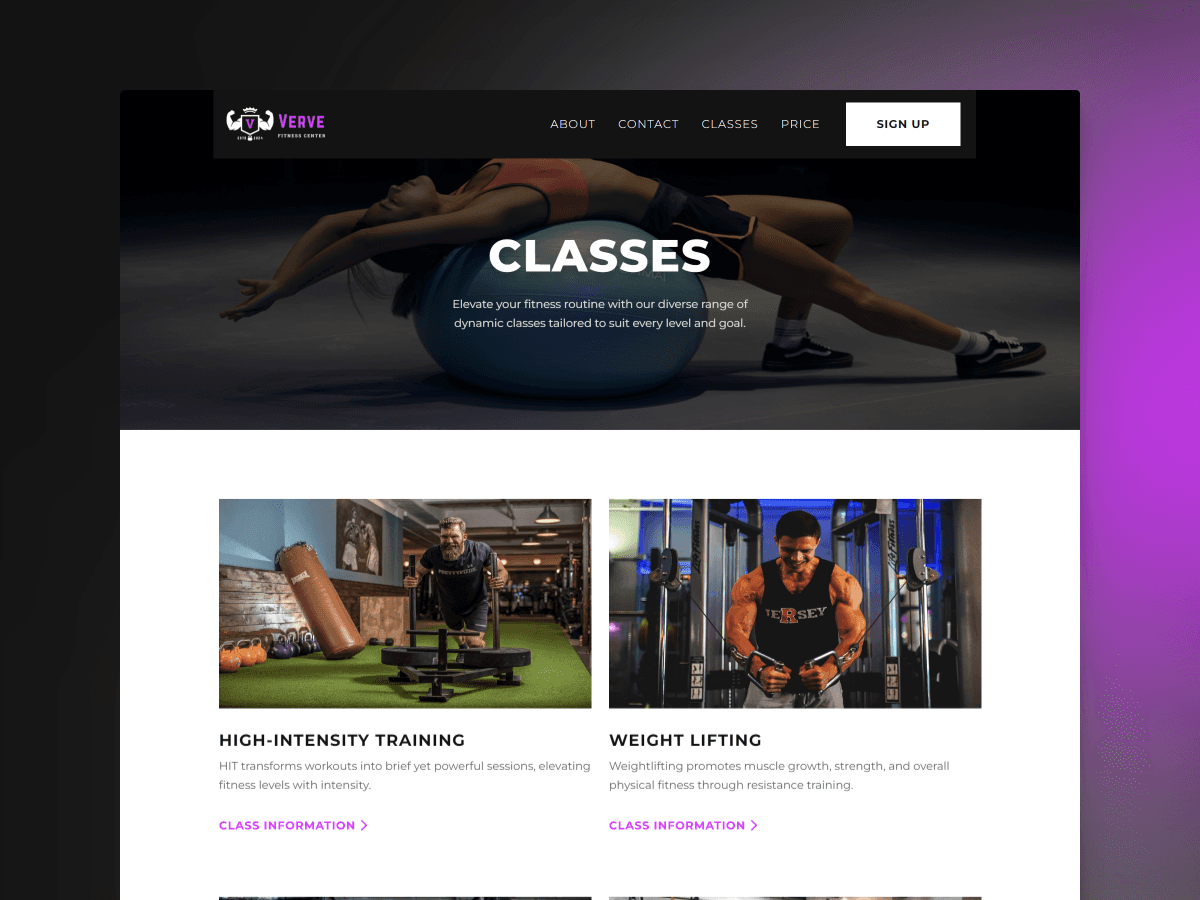 V
VERVE
FITNESS CENTER
ABOUT
CONTACT
CLASSES
PRICE
SIGN UP
CLASSES
Elevate your fitness routine with our diverse range of
dynamic classes tailored to suit every level and goal.
JERSEY
HIGH-INTENSITY TRAINING
HIT transforms workouts into brief yet powerful sessions, elevating
fitness levels with intensity.
CLASS INFORMATION
WEIGHT LIFTING
Weightlifting promotes muscle growth, strength, and overall
physical fitness through resistance training.
CLASS INFORMATION